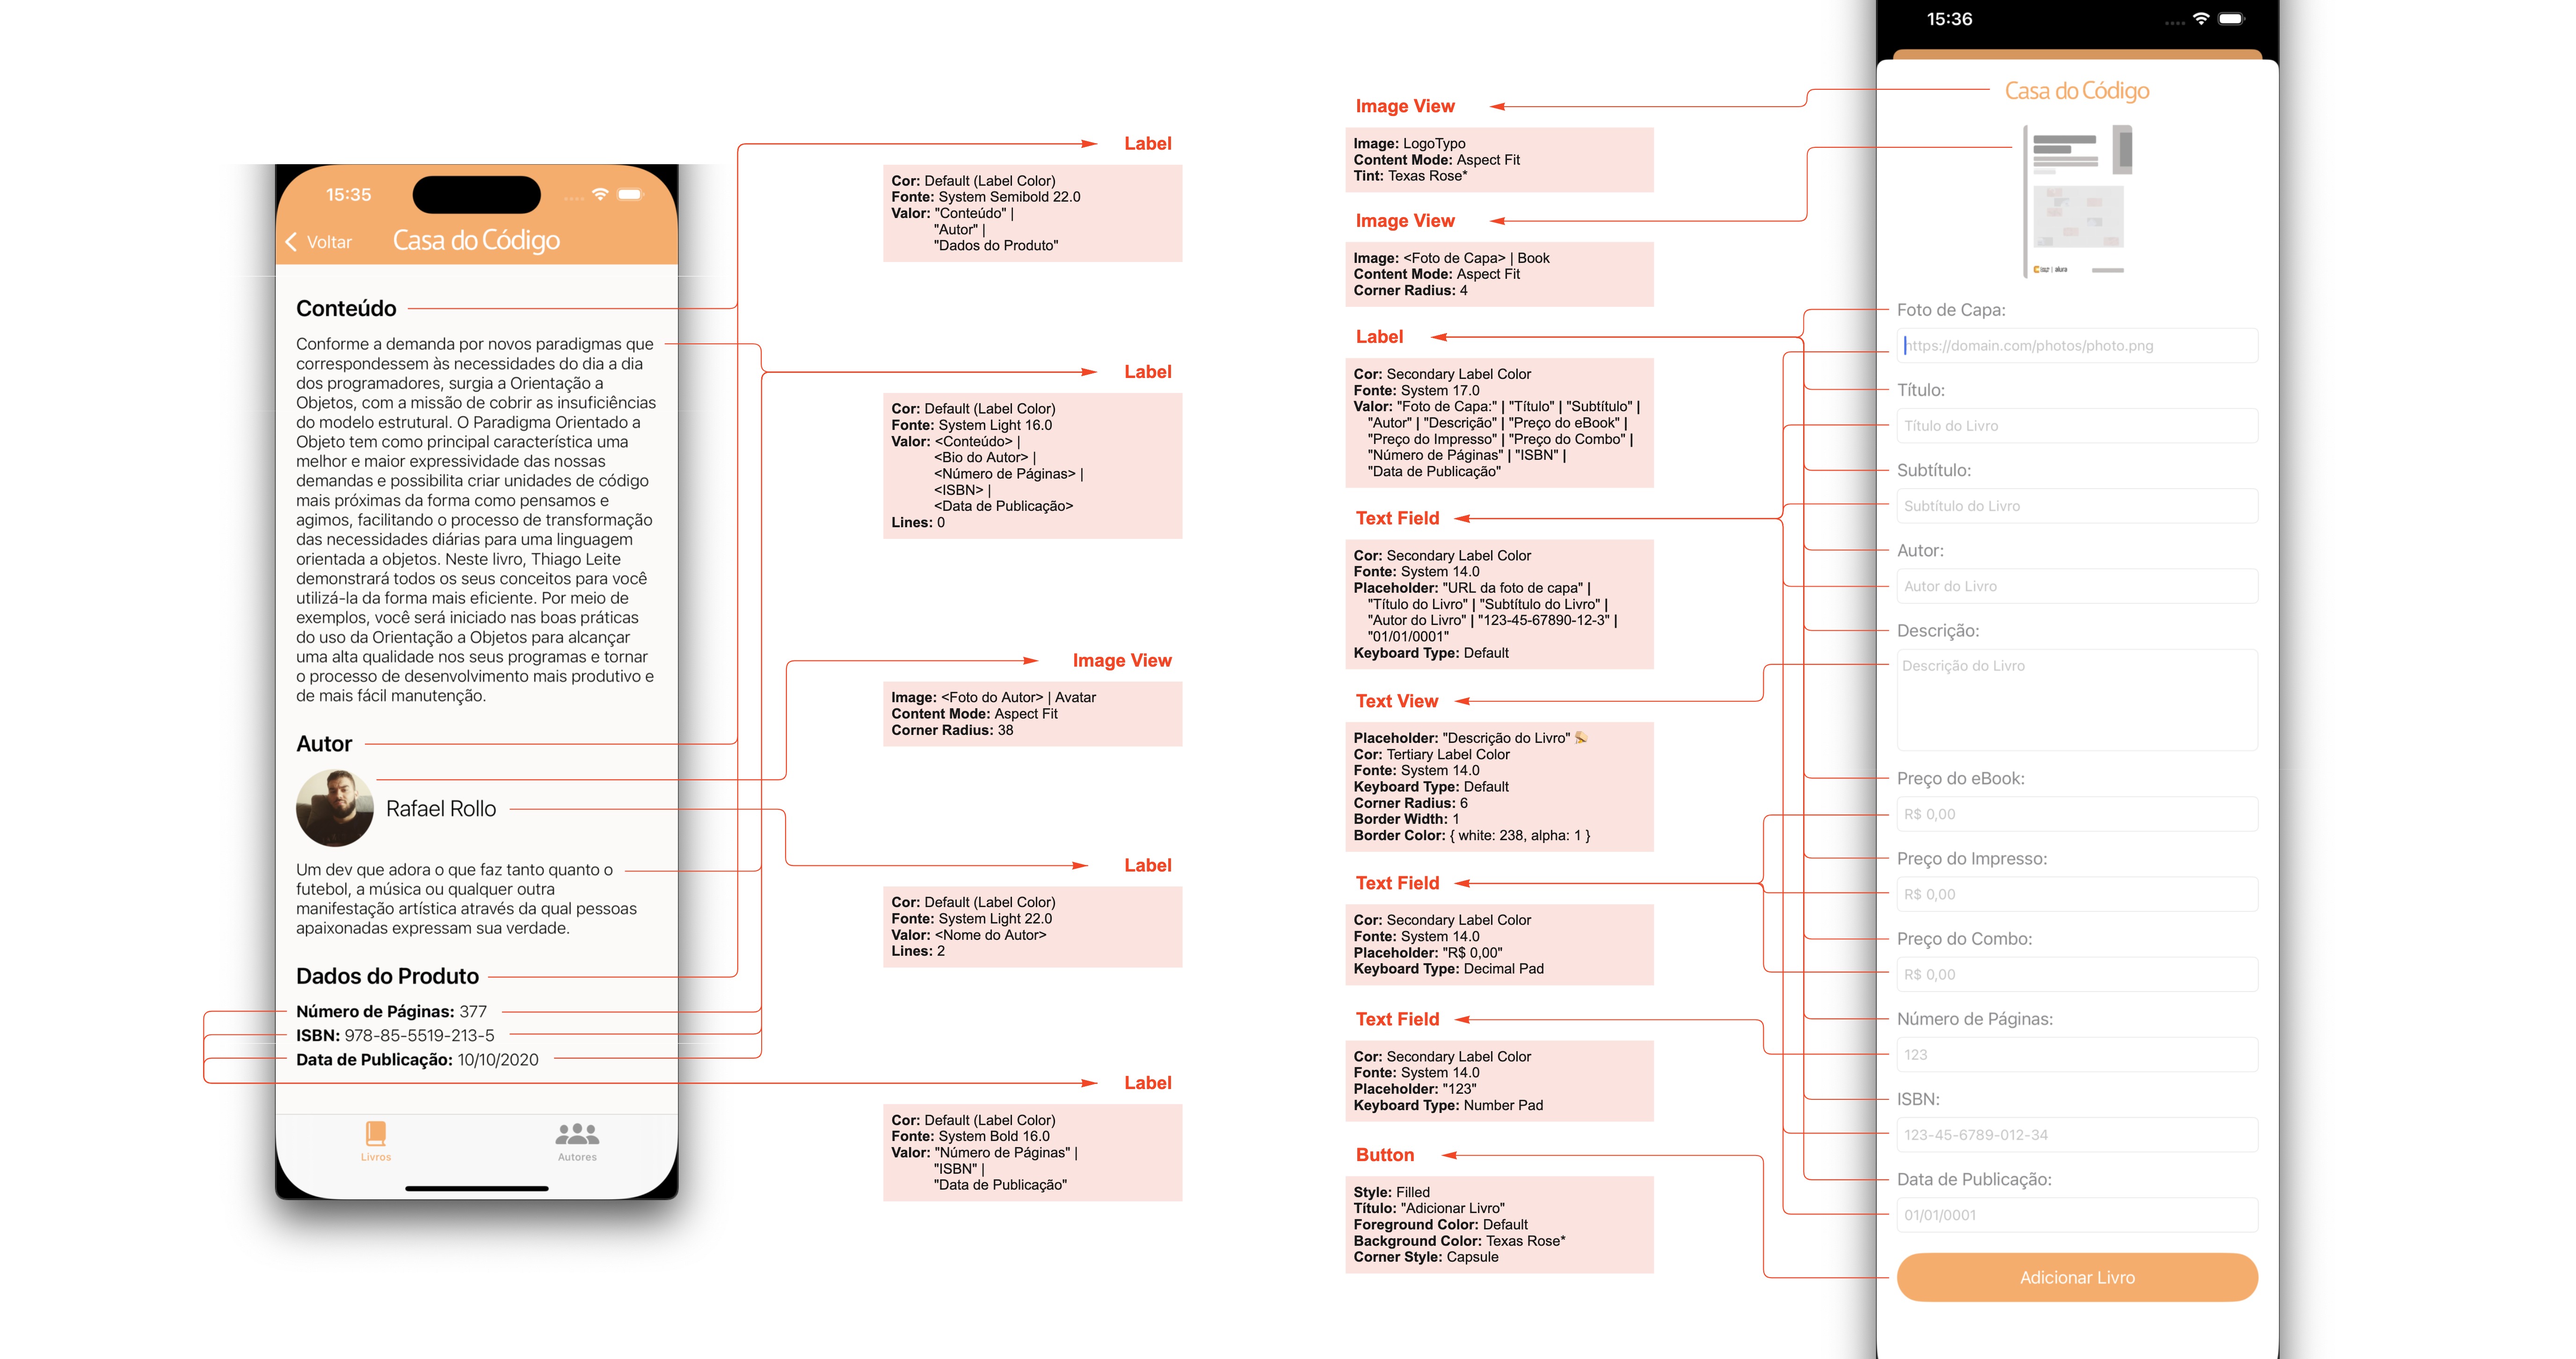 15:35
Voltar
Casa do Código
Conteúdo
Conforme a demanda por novos paradigmas que
correspondessem às necessidades do dia a dia
dos programadores, surgia a Orientação a
Objetos, com a missão de cobrir as insuficiências
do modelo estrutural. O Paradigma Orientado a
Objeto tem como principal característica uma
melhor e maior expressividade das nossas
demandas e possibilita criar unidades de código
mais próximas da forma como pensamos e
agimos, facilitando o processo de transformação
das necessidades diárias para uma linguagem
orientada a objetos. Neste livro, Thiago Leite
demonstrará todos os seus conceitos para você
utilizá-la da forma mais eficiente. Por meio de
exemplos, você será iniciado nas boas práticas
do uso da Orientação a Objetos para alcançar
uma alta qualidade nos seus programas e tornar
o processo de desenvolvimento mais produtivo e
de mais fácil manutenção.
Autor
Rafael Rollo
Um dev que adora o que faz tanto quanto o
futebol, a música ou qualquer outra
manifestação artística através da qual pessoas
apaixonadas expressam sua verdade.
Dados do Produto
Número de Páginas: 377
ISBN: 978-85-5519-213-5
Data de Publicação: 10/10/2020
Livros
Autores
Label
Cor: Default (Label Color)
Fonte: System Semibold 22.0
Valor: "Conteúdo" |
"Autor" |
"Dados do Produto"
Label
Cor: Default (Label Color)
Fonte: System Light 16.0
Valor: <Conteúdo> |
<Bio do Autor> |
<Número de Páginas> |
<ISBN> |
<Data de Publicação>
Lines: 0
Image View
Image: <Foto do Autor> | Avatar
Content Mode: Aspect Fit
Corner Radius: 38
Label
Cor: Default (Label Color)
Fonte: System Light 22.0
Valor: <Nome do Autor>
Lines: 2
Label
Cor: Default (Label Color)
Fonte: System Bold 16.0
Valor: "Número de Páginas" |
"ISBN" |
"Data de Publicação"
Image View
Image: LogoTypo
Content Mode: Aspect Fit
Tint: Texas Rose*
Image View
Image: <Foto de Capa> | Book
Content Mode: Aspect Fit
Corner Radius: 4
Label
Cor: Secondary Label Color
Fonte: System 17.0
Valor: "Foto de Capa:" | "Título" | "Subtítulo" |
"Autor" | "Descrição" | "Preço do eBook" |
"Preço do Impresso" | "Preço do Combo" |
"Número de Páginas" | "ISBN" |
"Data de Publicação"
Text Field
Cor: Secondary Label Color
Fonte: System 14.0
Placeholder: "URL da foto de capa" |
"Título do Livro" | "Subtítulo do Livro" |
"Autor do Livro" | "123-45-67890-12-3" |
"01/01/0001"
Keyboard Type: Default
Text View
Placeholder: "Descrição do Livro"
Cor: Tertiary Label Color
Fonte: System 14.0
Keyboard Type: Default
Corner Radius: 6
Border Width: 1
Border Color: { white: 238, alpha: 1 }
Text Field
Cor: Secondary Label Color
Fonte: System 14.0
Placeholder: "R$ 0,00"
Keyboard Type: Decimal Pad
Text Field
Cor: Secondary Label Color
Fonte: System 14.0
Placeholder: "123"
Keyboard Type: Number Pad
Button
Style: Filled
Título: "Adicionar Livro"
Foreground Color: Default
Background Color: Texas Rose*
Corner Style: Capsule
15:36
Casa do Código
alura
Foto de Capa:
https://domain.com/photos/photo.png
Título:
Título do Livro
Subtítulo:
Subtítulo do Livro
Autor:
Autor do Livro
Descrição:
Descrição do Livro
Preço do eBook:
R$ 0,00
Preço do Impresso:
R$ 0,00
Preço do Combo:
R$ 0,00
Número de Páginas:
123
ISBN:
123-45-6789-012-34
Data de Publicação:
01/01/0001
Adicionar Livro